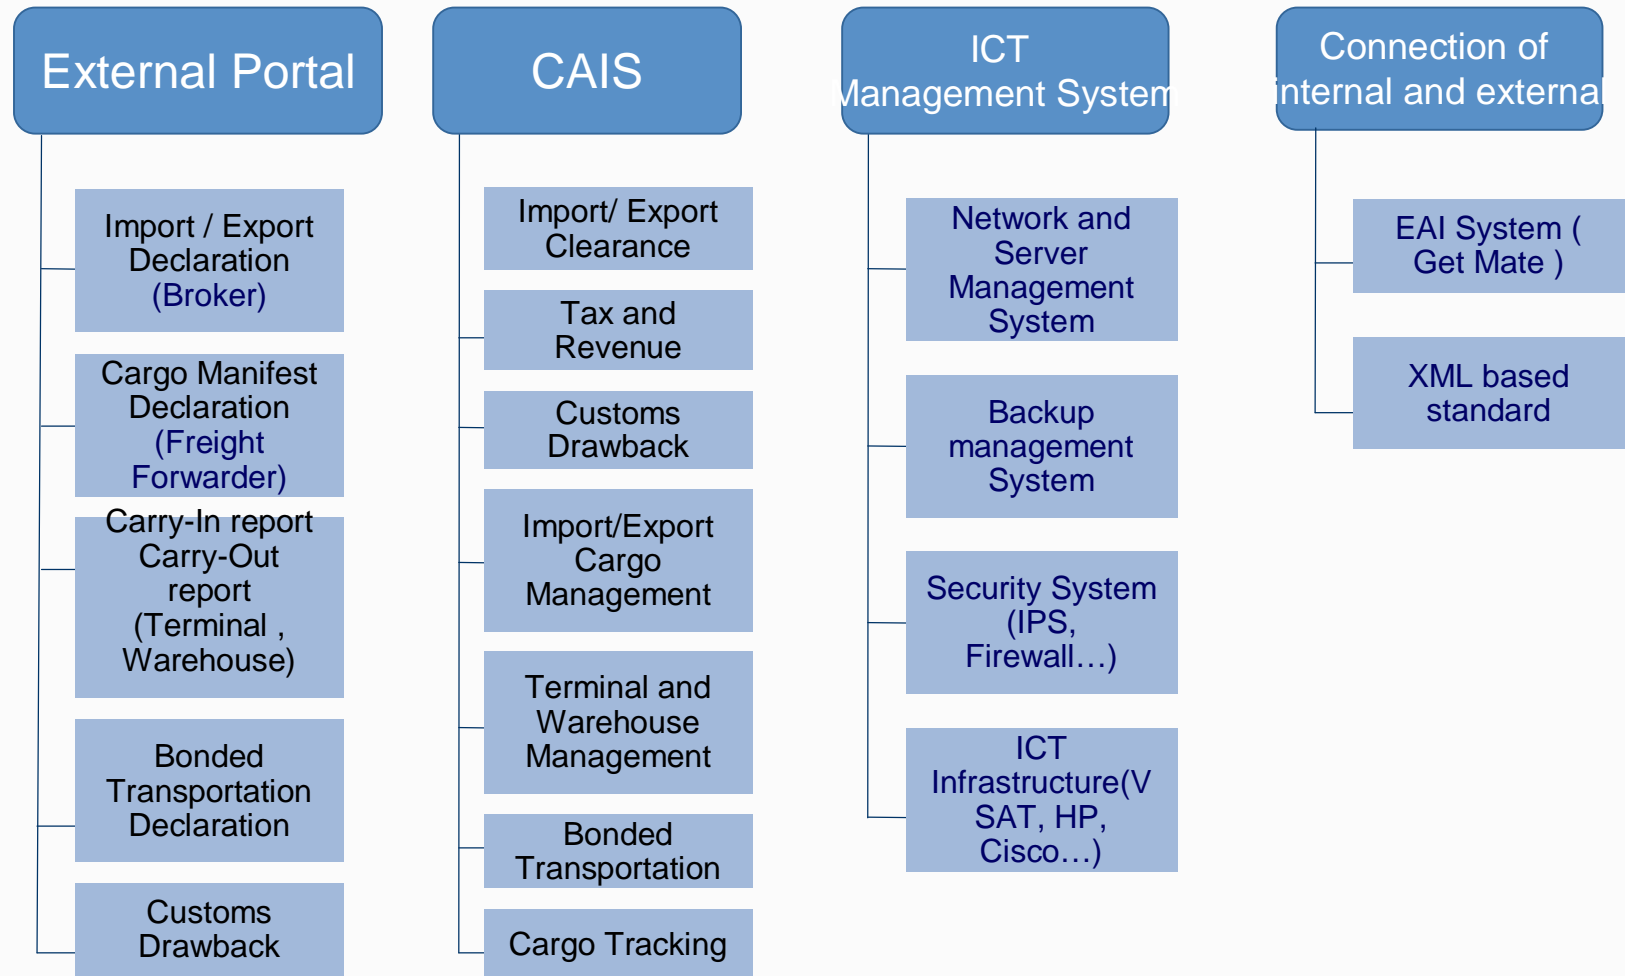 External Portal
Import / Export
Declaration
(Broker)
Cargo Manifest
Declaration
(Freight
Forwarder)
Carry-In report
Carry-Out
report
(Terminal ,
Warehouse)
Bonded
Transportation
Declaration
Customs
Drawback
CAIS
Import/ Export
Clearance
Tax and
Revenue
Customs
Drawback
Import/Export
Cargo
Management
Terminal and
Warehouse
Management
Bonded
Transportation
Cargo Tracking
ICT
Management System
Network and
Server
Management
System
Backup
management
System
Security System
(IPS,
Firewall…)
ICT
Infrastructure(V
SAT, HP,
Cisco…)
Connection of
internal and external
EAI System (
Get Mate )
XML based
standard